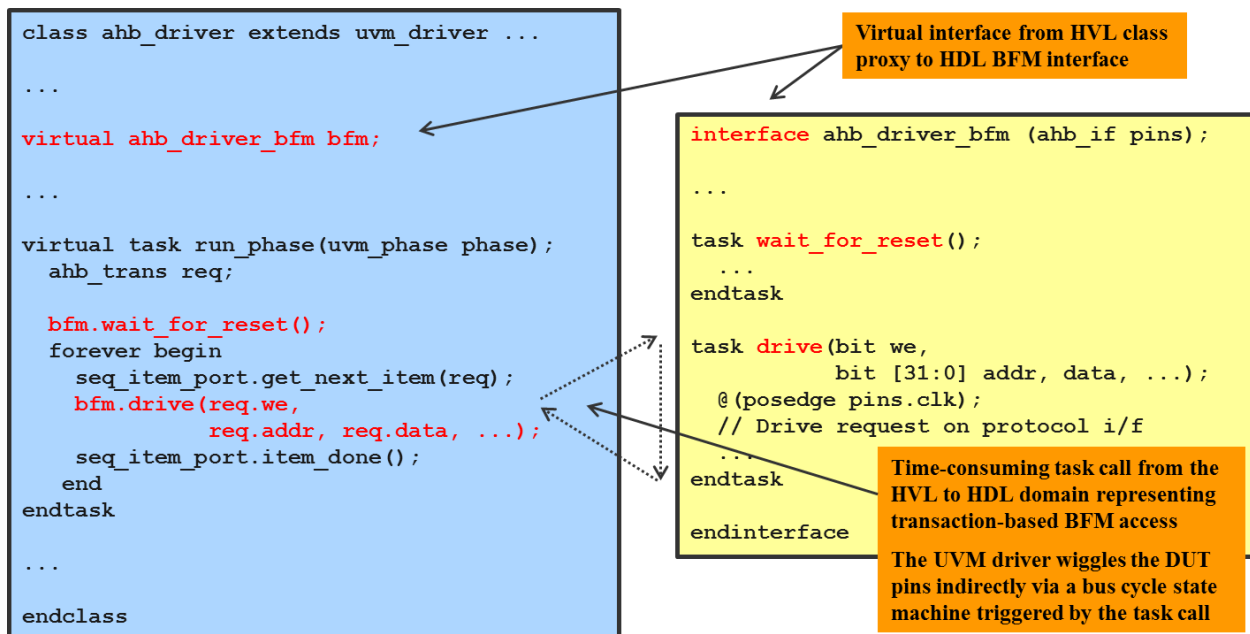 class ahb_driver extends uvm_driver ...
...
virtual ahb_driver_bfm bfm;
...
virtual task run_phase(uvm_phase phase);
ahb_trans req;
bfm.wait_for_reset();
forever begin
seq_item_port.get_next_item(req);
bfm.drive(req.we,
req.addr, req.data, ...);
seq_item_port.item_done();
end
endtask
...
endclass
Virtual interface from HVL class
proxy to HDL BFM interface
interface ahb_driver_bfm (ahb_if pins);
...
task wait_for_reset();
...
endtask
task drive(bit we,
bit [31:0] addr, data, ...);
@(posedge pins.clk);
// Drive request on protocol i/f
...
endtask
endinterface
Time-consuming task call from the
HVL to HDL domain representing
transaction-based BFM access
The UVM driver wiggles the DUT
pins indirectly via a bus cycle state
machine triggered by the task call